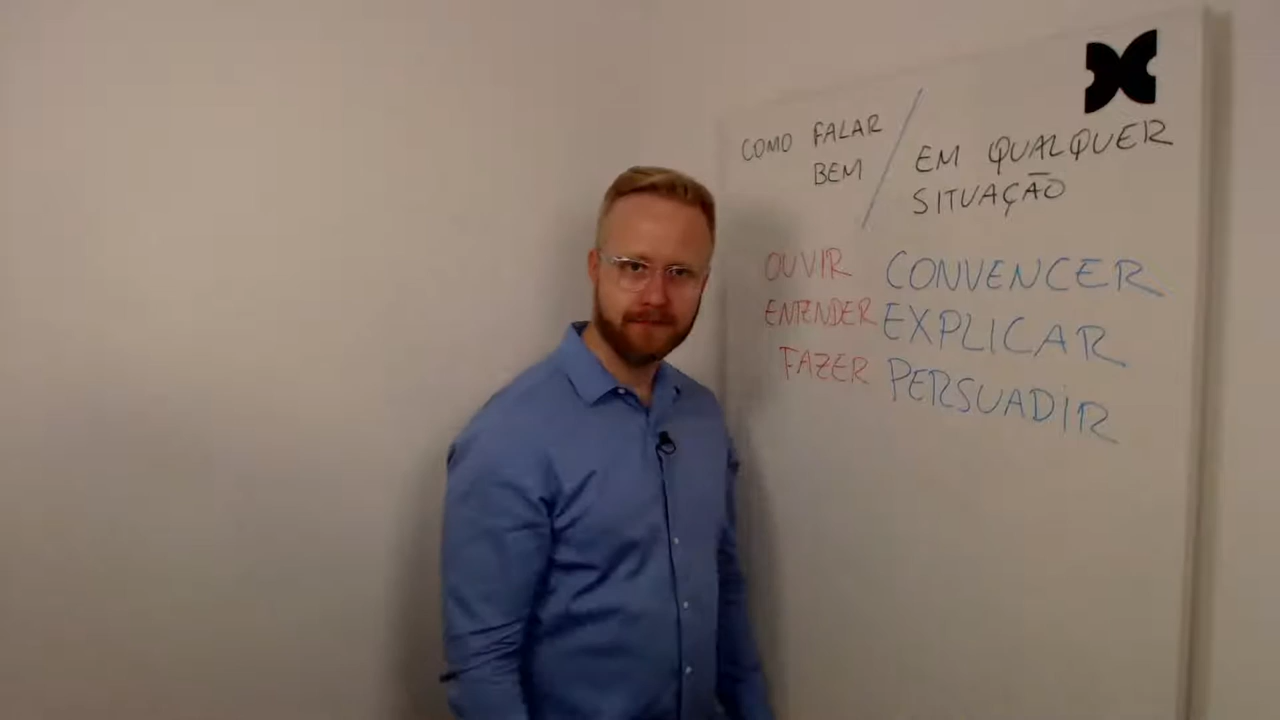 COMO FALAR
BEM
EM QUALQUER
SITUAÇÃO
OUVIR CONVENCER
ENTENDER EXPLICAR
FAZER PERSUADIR